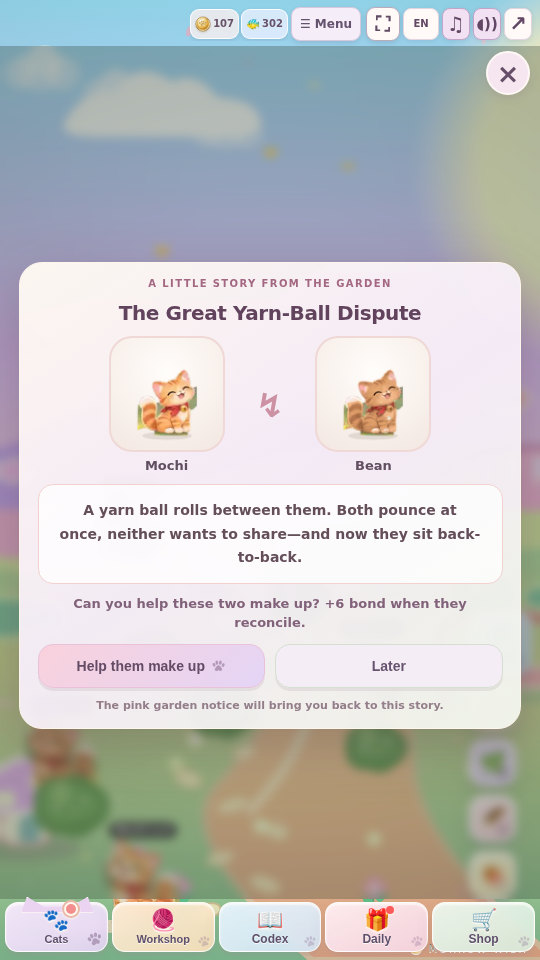 107
302
☰ Menu
EN
A LITTLE STORY FROM THE GARDEN
The Great Yarn-Ball Dispute
Mochi
Bean
A yarn ball rolls between them. Both pounce at
once, neither wants to share—and now they sit back-
to-back.
Can you help these two make up? +6 bond when they
reconcile.
Help them make up
Later
The pink garden notice will bring you back to this story.
Cats
Workshop
Codex
Daily
Shop